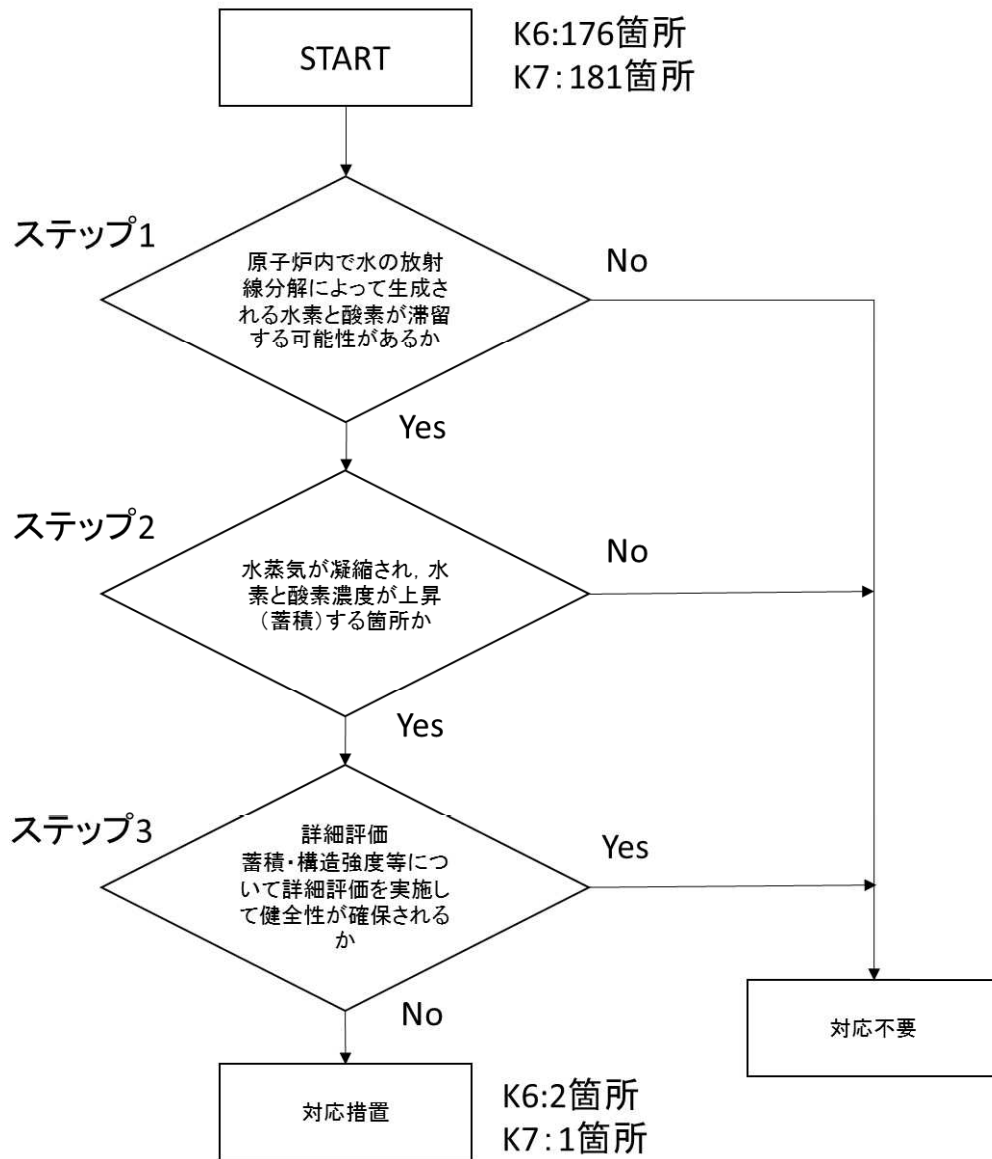 START
K6:176箇所
K7:181箇所
ステップ1
原子炉内で水の放射
線分解によって生成さ
れる水素と酸素が滞留
する可能性があるか
No
Yes
ステップ2
水蒸気が凝縮され，水
素と酸素濃度が上昇
（蓄積）する箇所か
No
Yes
ステップ3
詳細評価
蓄積・構造強度等につ
いて詳細評価を実施し
て健全性が確保される
か
Yes
No
対応不要
対応措置
K6:2箇所
K7:1箇所